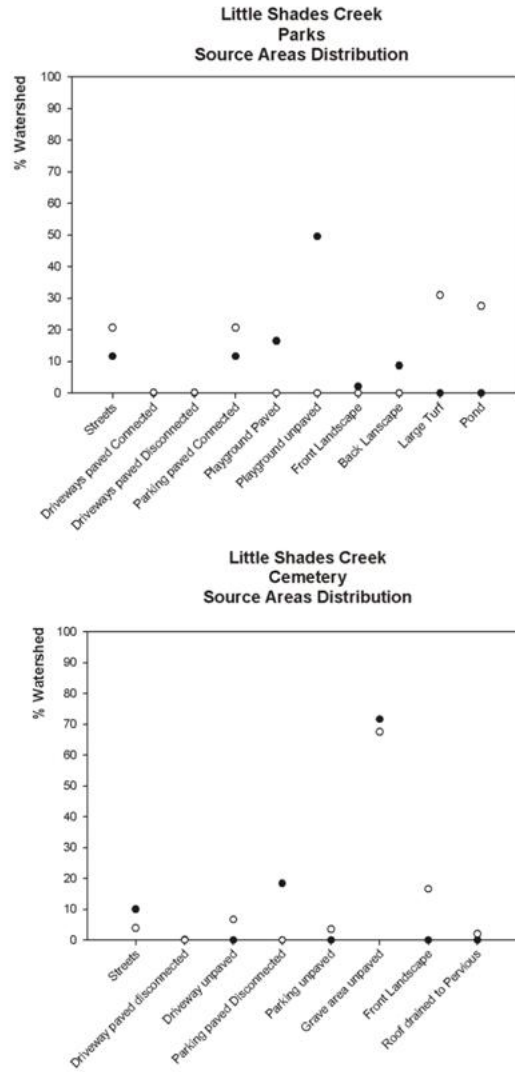 Little Shades Creek
Parks
Source Areas Distribution
% Watershed
100
90
80
70
60
50
40
30
20
10
0
Streets
Driveways paved Connected
Driveways paved Disconnected
Parking paved Connected
Playground Paved
Playground unpaved
Front Landscape
Back Lanscape
Large Turf
Pond
Little Shades Creek
Cemetery
Source Areas Distribution
% Watershed
100
90
80
70
60
50
40
30
20
10
0
Streets
Driveway paved disconnected
Driveway unpaved
Parking paved Disconnected
Parking unpaved
Grave area unpaved
Front Landscape
Roof drained to Pervious